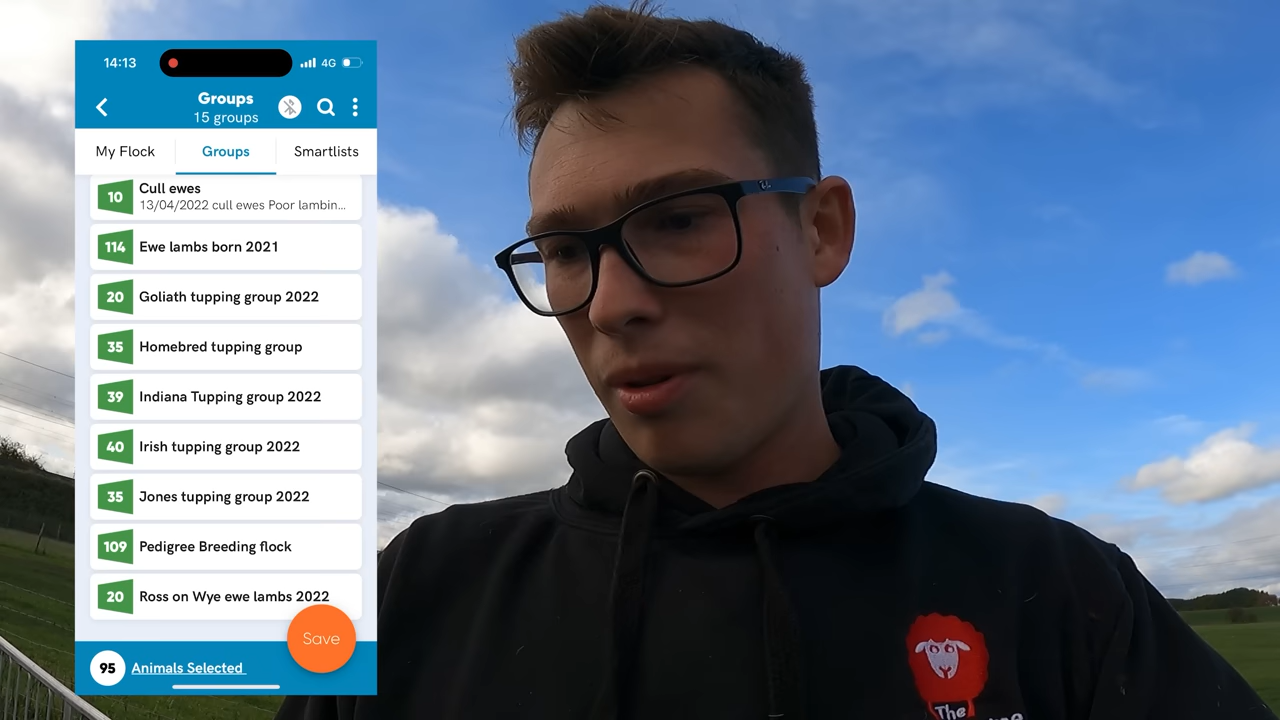 14:13
4G
Groups
15 groups
My Flock
Groups
Smartlists
10
Cull ewes
13/04/2022 cull ewes Poor lambin...
114
Ewe lambs born 2021
20
Goliath tupping group 2022
35
Homebred tupping group
39
Indiana Tupping group 2022
40
Irish tupping group 2022
35
Jones tupping group 2022
109
Pedigree Breeding flock
20
Ross on Wye ewe lambs 2022
Save
95
Animals Selected
The